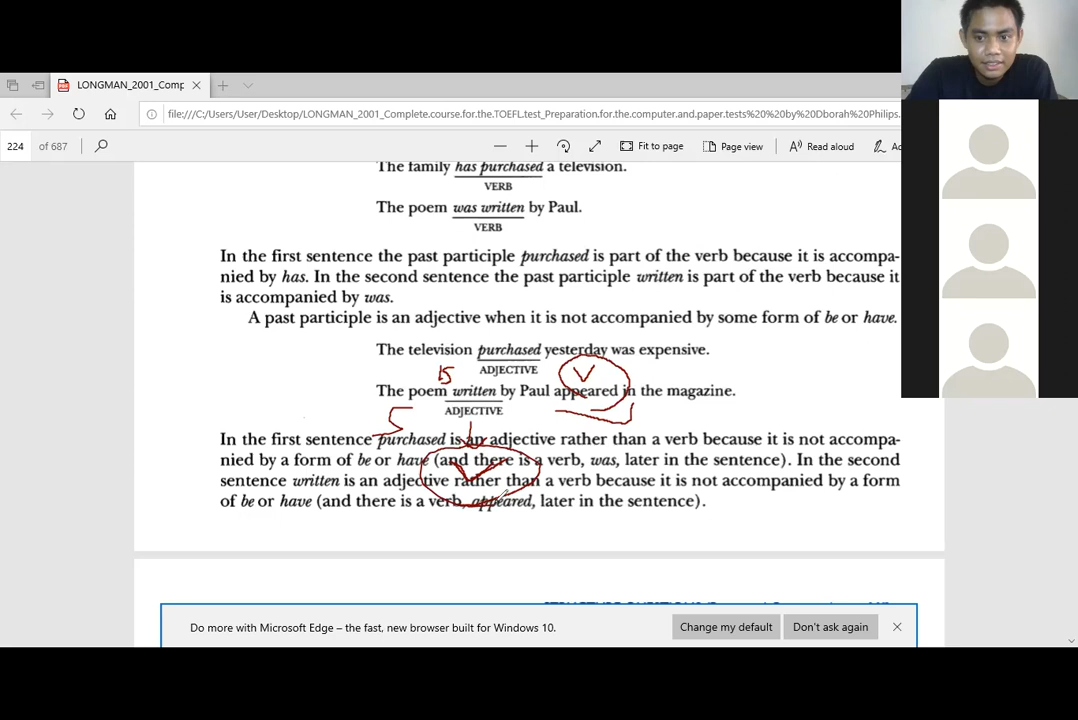 LONGMAN_2001_Comp
file:///C:/Users/User/Desktop/LONGMAN_2001_Complete.course.for.the.TOEFL.test_Preparation.for.the.computer.and.paper.tests%20%20by%20Dborah%20Philips.
224 of 687
Fit to page
Page view
Read aloud
The family has purchased a television.
VERB
The poem was written by Paul.
VERB
In the first sentence the past participle purchased is part of the verb because it is accompa-
nied by has. In the second sentence the past participle written is part of the verb because it
is accompanied by was.
A past participle is an adjective when it is not accompanied by some form of be or have.
The television purchased yesterday was expensive.
ADJECTIVE
is
V
The poem written by Paul appeared in the magazine.
ADJECTIVE
In the first sentence purchased is an adjective rather than a verb because it is not accompa-
nied by a form of be or have (and there is a verb, was, later in the sentence). In the second
sentence written is an adjective rather than a verb because it is not accompanied by a form
of be or have (and there is a verb, appeared, later in the sentence).
Do more with Microsoft Edge – the fast, new browser built for Windows 10.
Change my default
Don't ask again